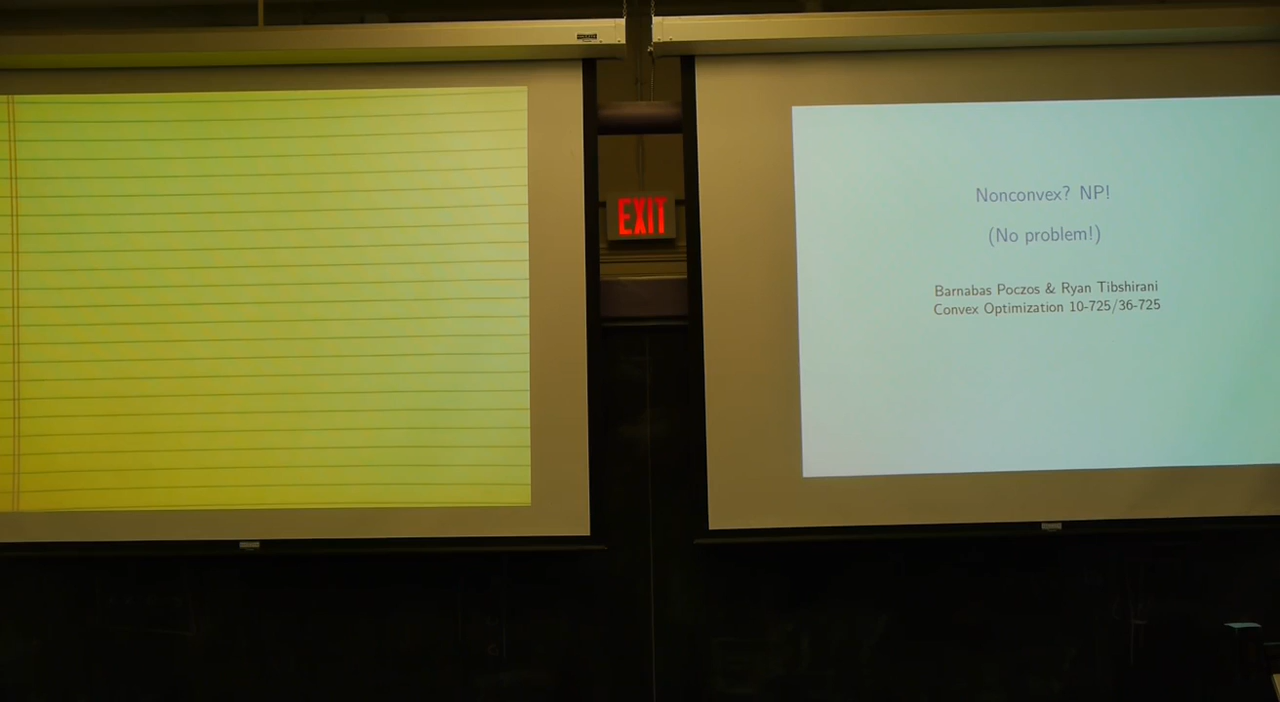 EXIT
Nonconvex? NP!
(No problem!)
Barnabas Poczos & Ryan Tibshirani
Convex Optimization 10-725/36-725